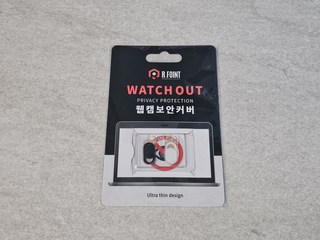 R.FOINT
WATCH OUT
PRIVACY PROTECTION
웹캠보안커버
Ultra thin design